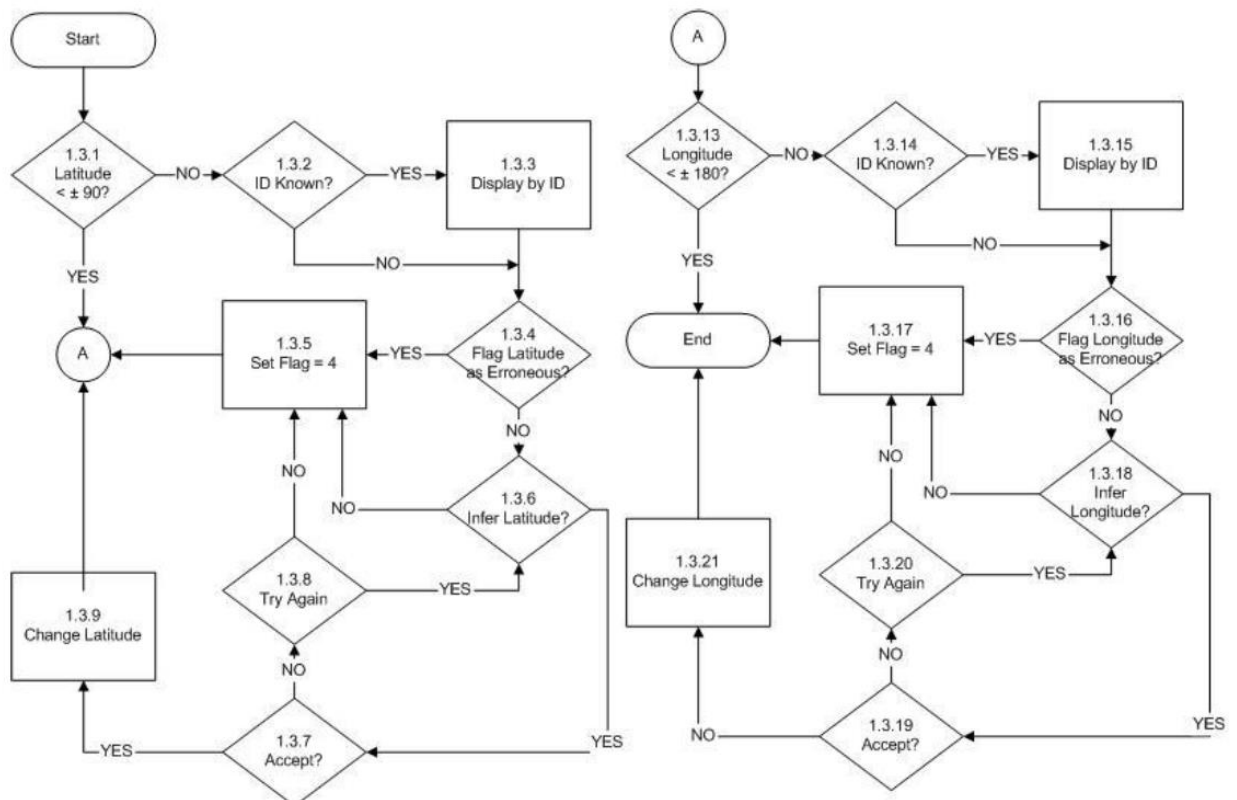 Start
1.3.1
Latitude
< ± 90?
NO
1.3.2
ID Known?
YES
1.3.3
Display by ID
NO
YES
A
1.3.5
Set Flag = 4
YES
1.3.4
Flag Latitude
as Erroneous?
NO
NO
NO
1.3.6
Infer Latitude?
1.3.8
Try Again
YES
1.3.9
Change Latitude
NO
YES
1.3.7
Accept?
YES
A
1.3.13
Longitude
< ± 180?
NO
1.3.14
ID Known?
YES
1.3.15
Display by ID
NO
YES
End
1.3.17
Set Flag = 4
YES
1.3.16
Flag Longitude
as Erroneous?
NO
NO
NO
1.3.18
Infer
Longitude?
1.3.21
Change Longitude
1.3.20
Try Again
YES
NO
NO
1.3.19
Accept?
YES